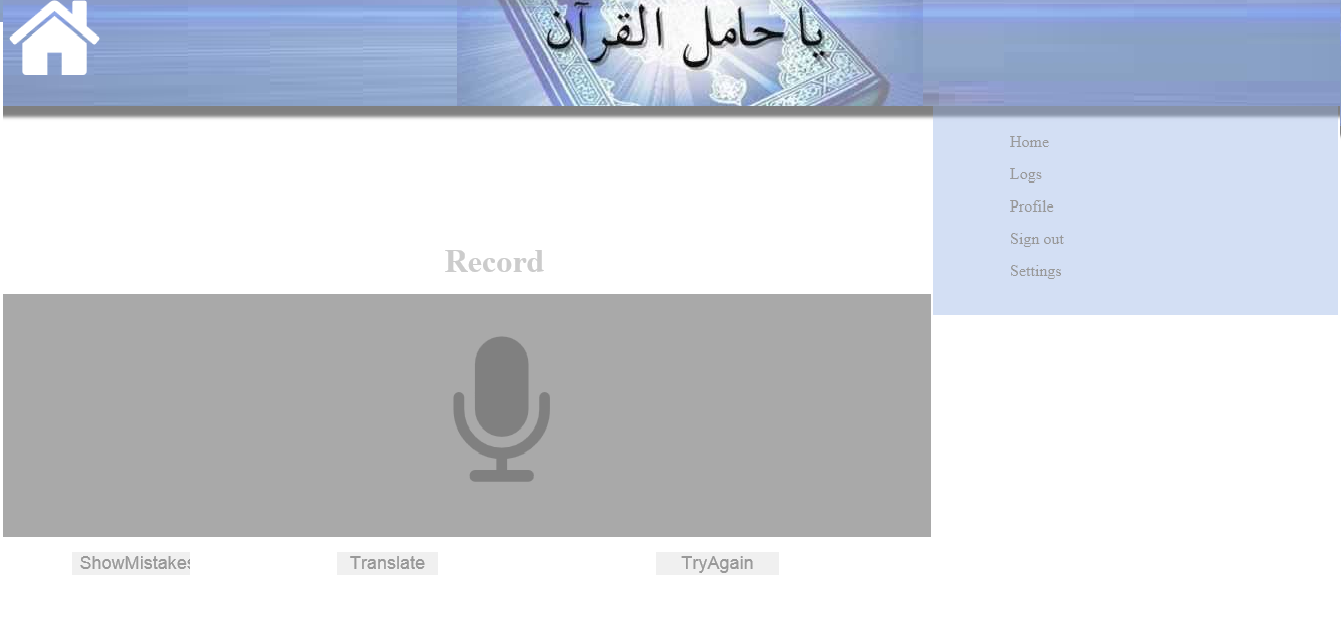 يا حامل القرآن
Home
Logs
Profile
Sign out
Settings
Record
ShowMistakes
Translate
TryAgain